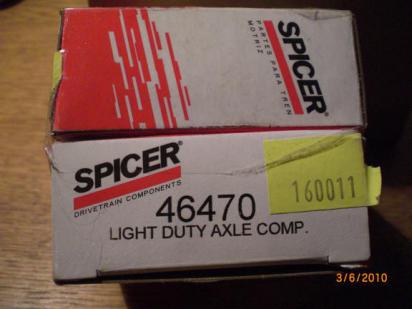 SPICER®
PARTES PARA TREN
MOTRIZ
SPICER®
DRIVETRAIN COMPONENTS
46470
LIGHT DUTY AXLE COMP.
160011
3/6/2010